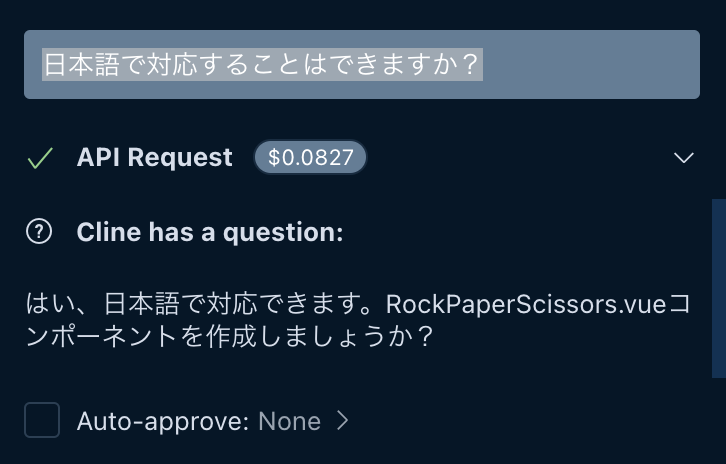 日本語で対応することはできますか？
API Request $0.0827
Cline has a question:
はい、日本語で対応できます。RockPaperScissors.vueコ
ンポーネントを作成しましょうか？
Auto-approve: None